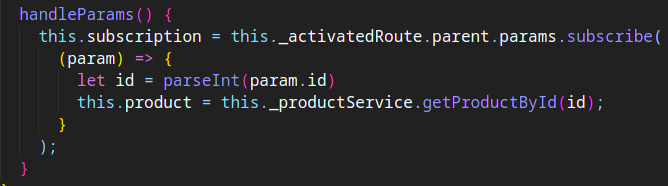 handleParams() {
this.subscription = this._activatedRoute.parent.params.subscribe(
(param) => {
let id = parseInt(param.id)
this.product = this._productService.getProductById(id);
}
);
}